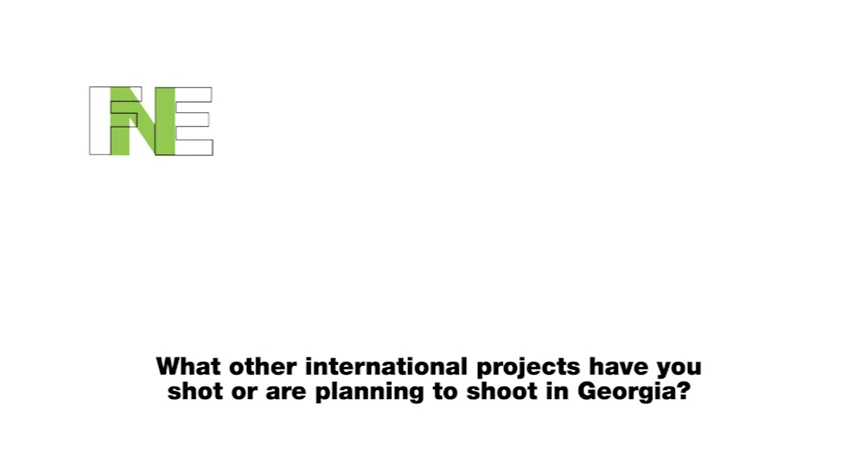 FNE
What other international projects have you
shot or are planning to shoot in Georgia?